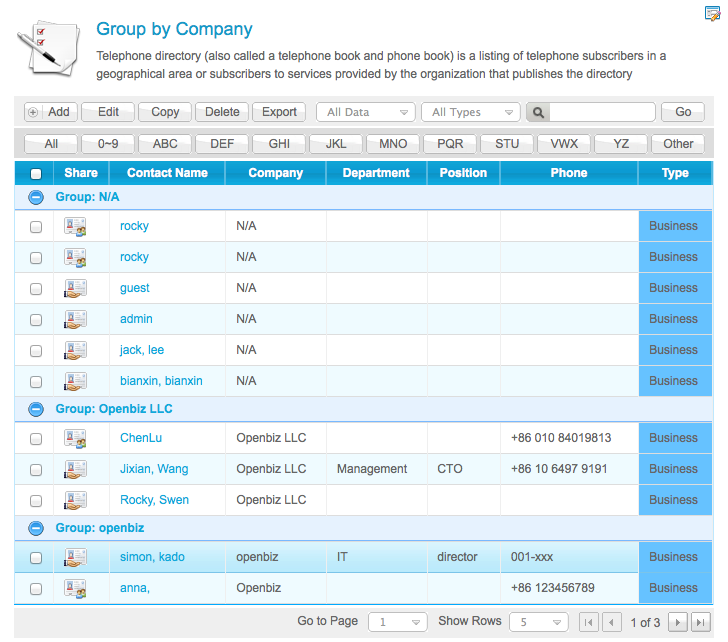 Group by Company
Telephone directory (also called a telephone book and phone book) is a listing of telephone subscribers in a
geographical area or subscribers to services provided by the organization that publishes the directory
Add Edit Copy Delete Export All Data All Types Go
All 0~9 ABC DEF GHI JKL MNO PQR STU VWX YZ Other
Share Contact Name Company Department Position Phone Type
Group: N/A
rocky N/A Business
rocky N/A Business
guest N/A Business
admin N/A Business
jack, lee N/A Business
bianxin, bianxin N/A Business
Group: Openbiz LLC
ChenLu Openbiz LLC +86 010 84019813 Business
Jixian, Wang Openbiz LLC Management CTO +86 10 6497 9191 Business
Rocky, Swen Openbiz LLC Business
Group: openbiz
simon, kado openbiz IT director 001-xxx Business
anna, Openbiz +86 123456789 Business
Go to Page 1 Show Rows 5 1 of 3